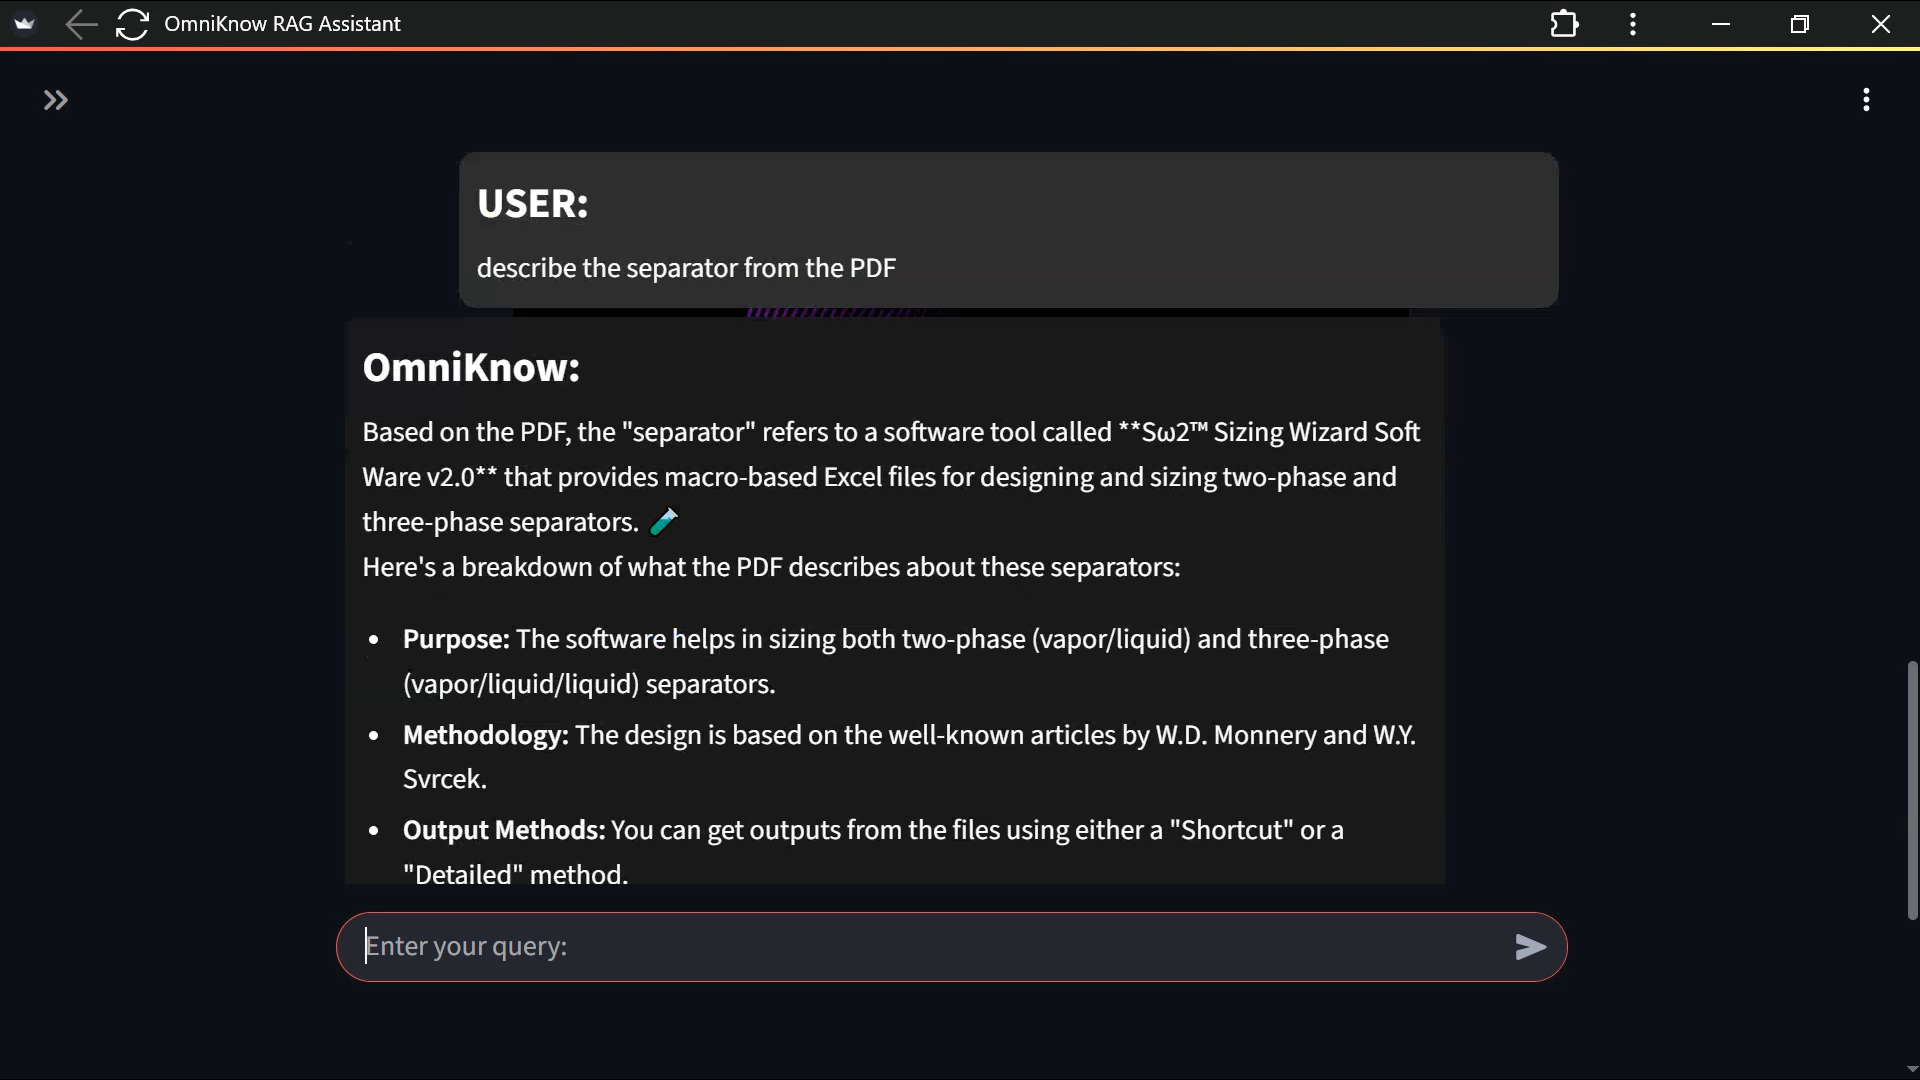 OmniKnow RAG Assistant
USER:
describe the separator from the PDF
OmniKnow:
Based on the PDF, the "separator" refers to a software tool called **Sω2™ Sizing Wizard Soft
Ware v2.0** that provides macro-based Excel files for designing and sizing two-phase and
three-phase separators. 🧪
Here's a breakdown of what the PDF describes about these separators:
• Purpose: The software helps in sizing both two-phase (vapor/liquid) and three-phase
(vapor/liquid/liquid) separators.
• Methodology: The design is based on the well-known articles by W.D. Monnery and W.Y.
Svrcek.
• Output Methods: You can get outputs from the files using either a "Shortcut" or a
"Detailed" method.
Enter your query: